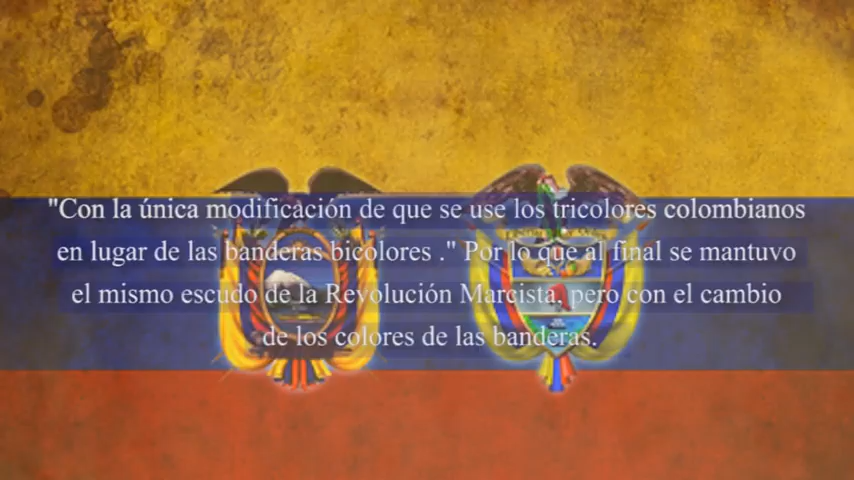 "Con la única modificación de que se use los tricolores colombianos
en lugar de las banderas bicolores ." Por lo que al final se mantuvo
el mismo escudo de la Revolución Marcista, pero con el cambio
de los colores de las banderas.